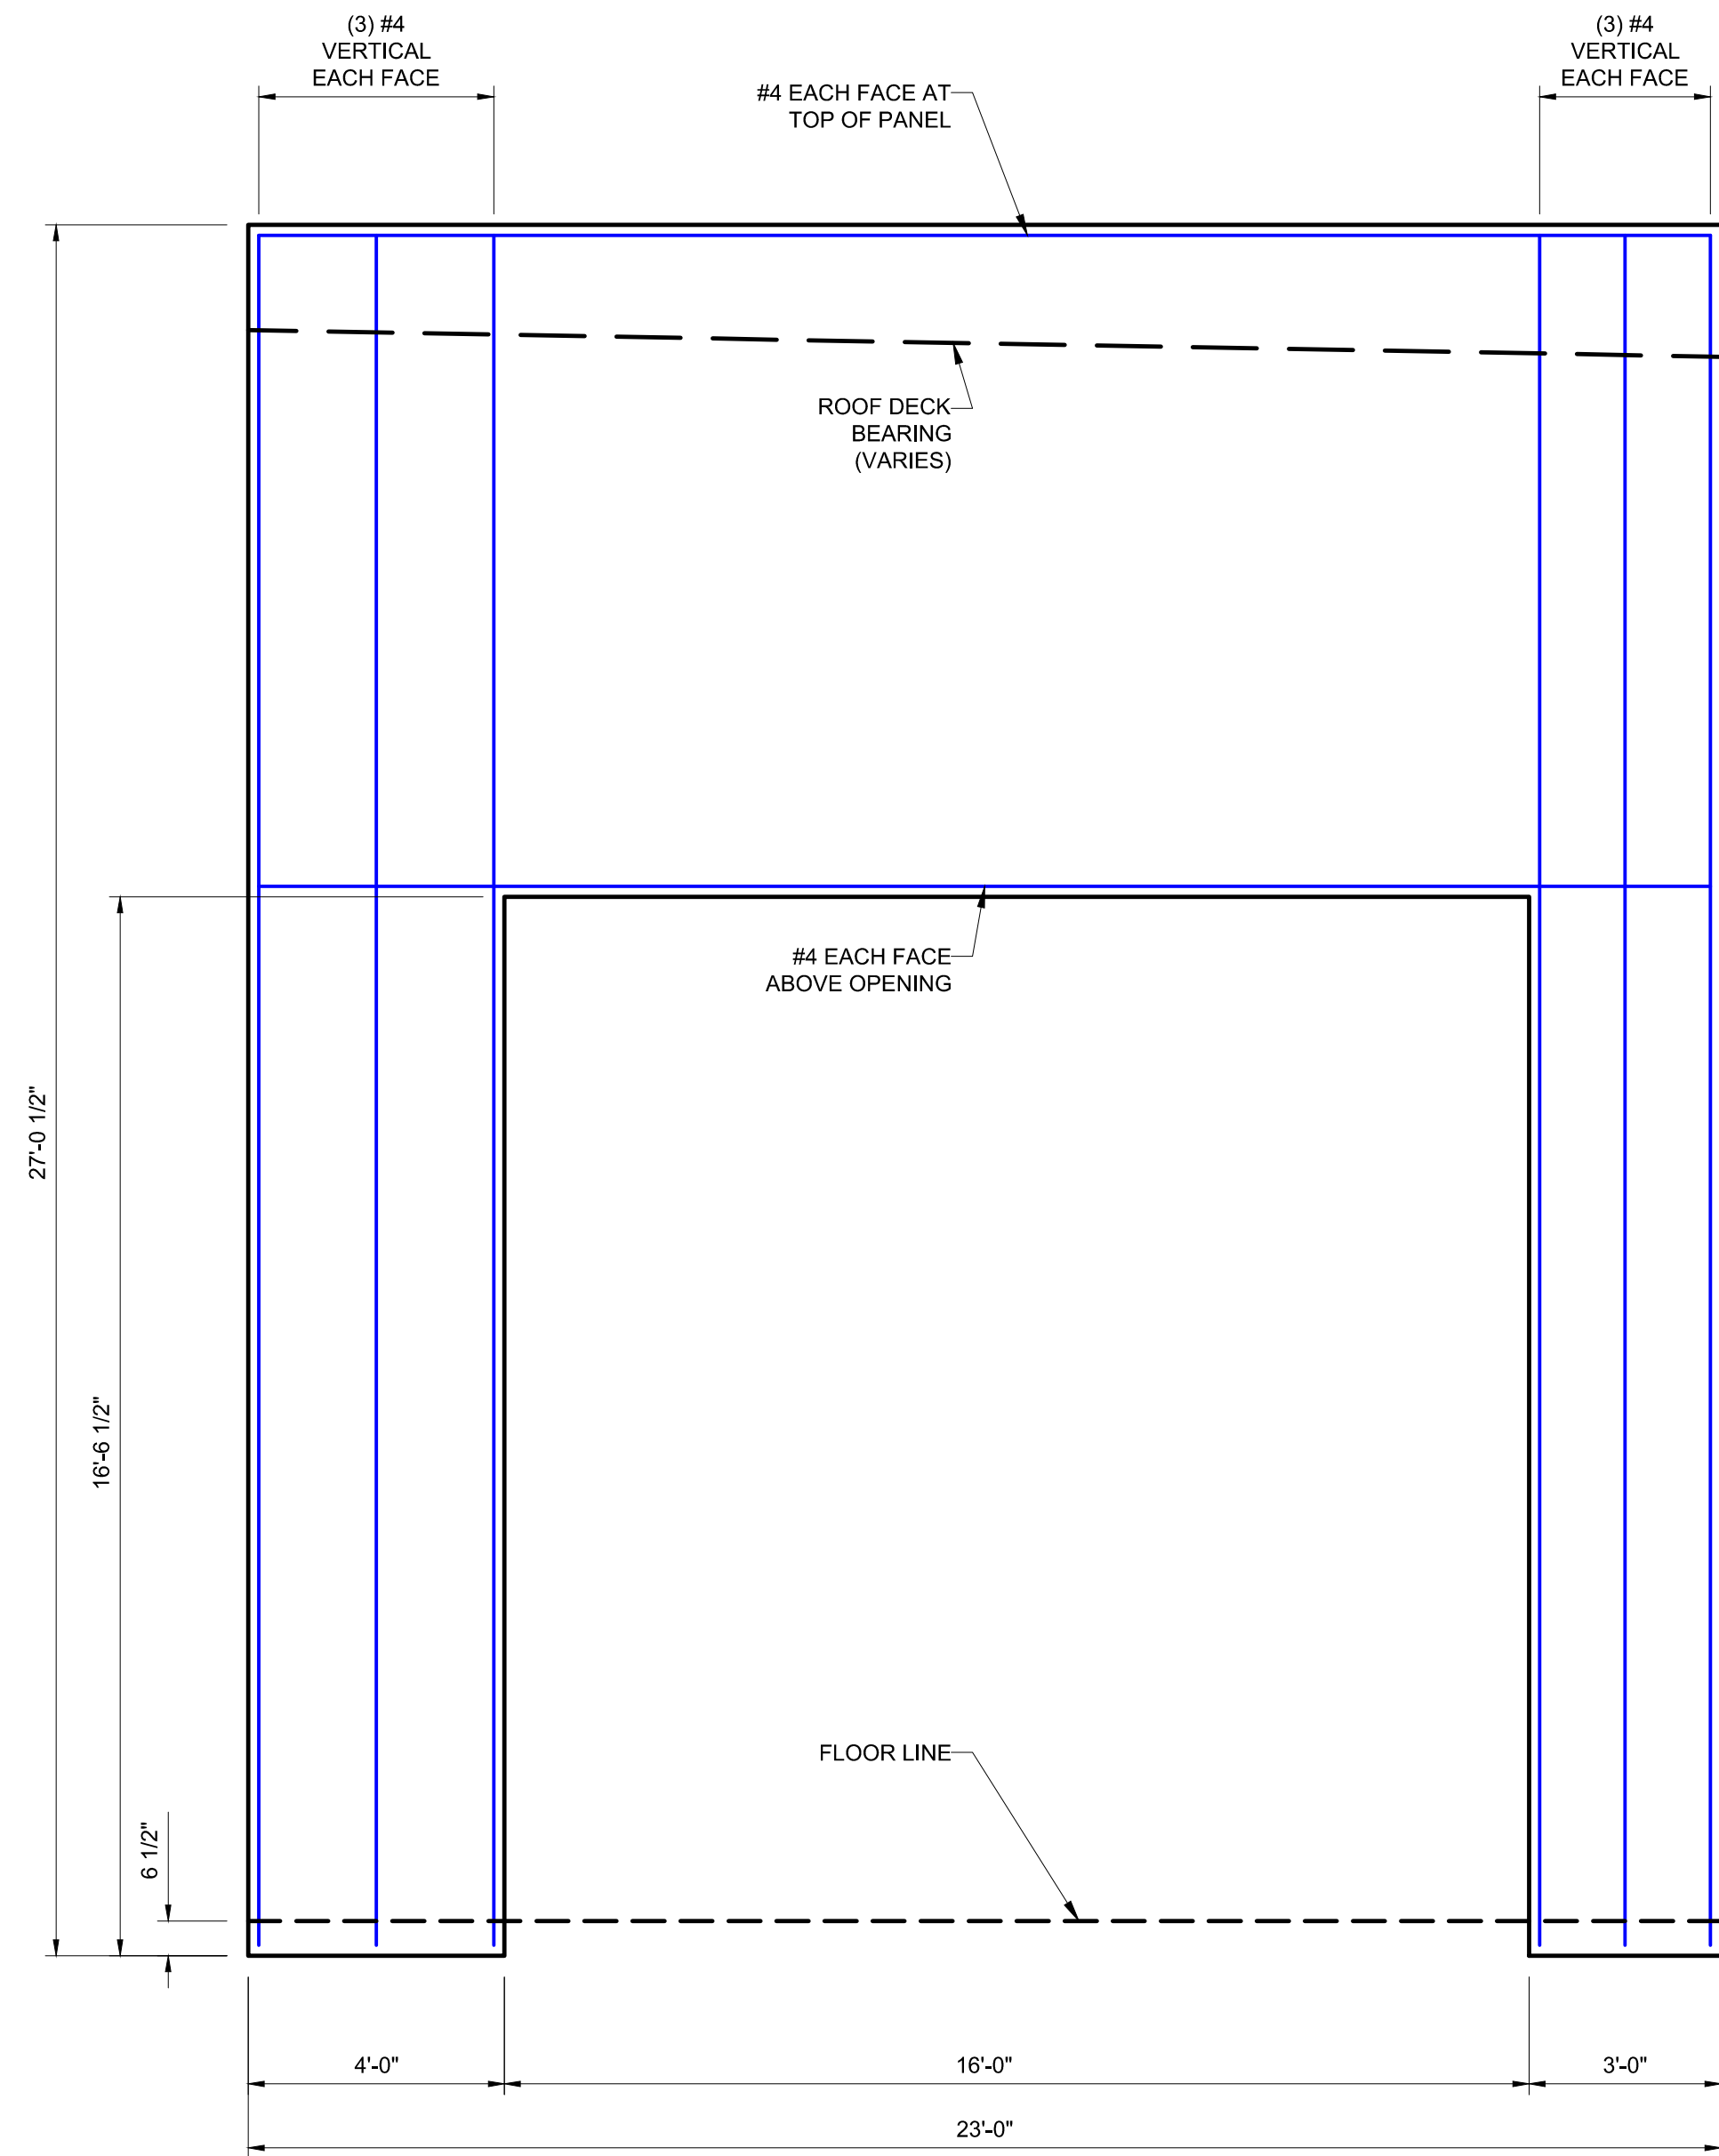 (3) #4
VERTICAL
EACH FACE
(3) #4
VERTICAL
EACH FACE
#4 EACH FACE AT
TOP OF PANEL
ROOF DECK
BEARING
(VARIES)
#4 EACH FACE
ABOVE OPENING
27'-0 1/2"
16'-6 1/2"
FLOOR LINE
6 1/2"
4'-0"
16'-0"
3'-0"
23'-0"